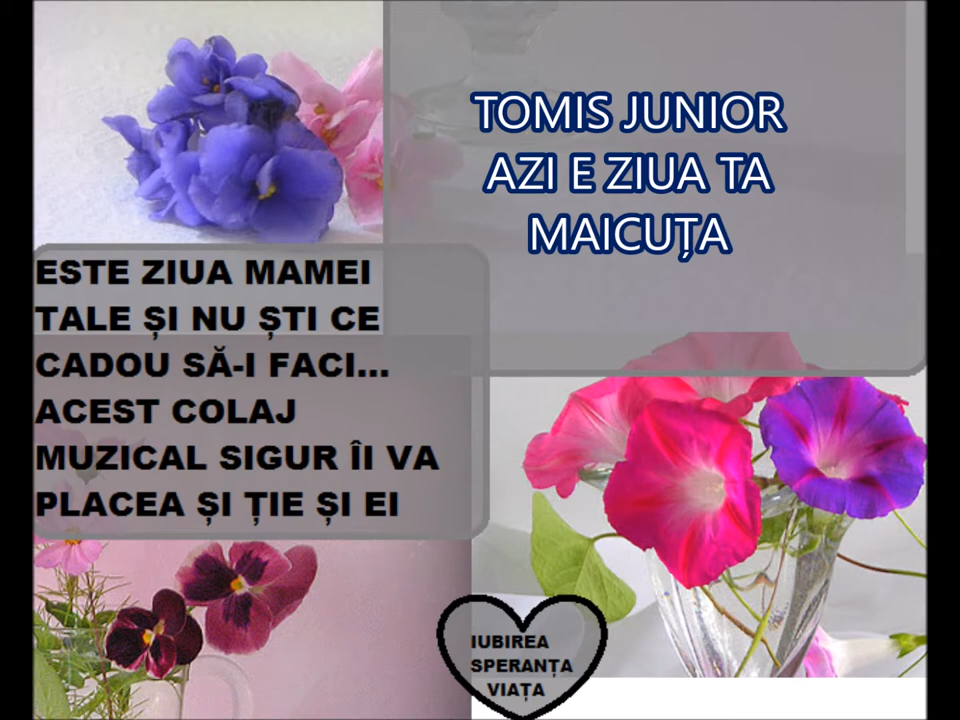 TOMIS JUNIOR
AZI E ZIUA TA
MAICUȚA
ESTE ZIUA MAMEI
TALE ȘI NU ȘTI CE
CADOU SĂ-I FACI...
ACEST COLAJ
MUZICAL SIGUR ÎI VA
PLACEA ȘI ȚIE ȘI EI
IUBIREA
SPERANȚA
VIAȚA